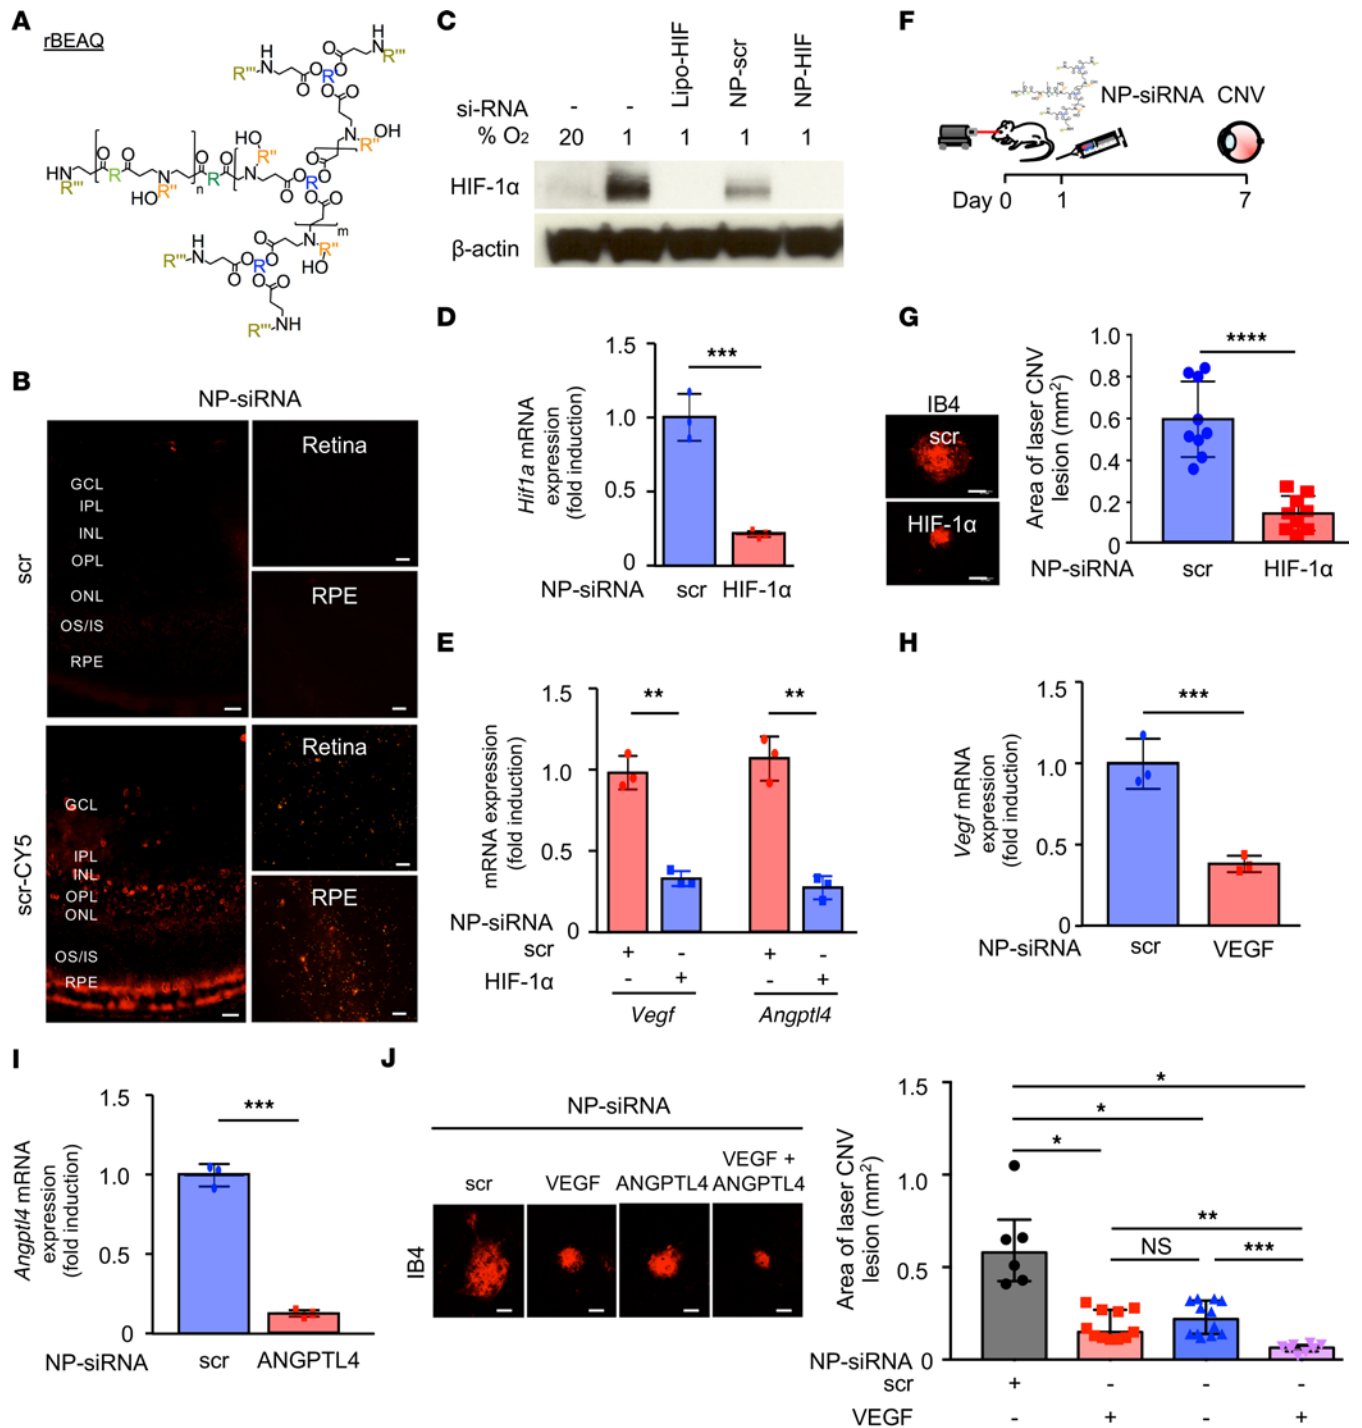 A
rBEAQ
R''' N H O O R O O N H R'''
HN R''' O R O N R'' HO n O R O HO R'' N O O R O O N R'' OH m
H N R''' O O R O O N R'' HO
R''' NH O O
B
NP-siRNA
scr
GCL
IPL
INL
OPL
ONL
OS/IS
RPE
Retina
RPE
scr-CY5
GCL
IPL
INL
OPL
ONL
OS/IS
RPE
Retina
RPE
C
Lipo-HIF
NP-scr
NP-HIF
si-RNA - -
% O2 20 1 1 1 1
HIF-1α
β-actin
D
Hif1a mRNA
expression
(fold induction)
1.5
1.0
0.5
0
***
NP-siRNA scr HIF-1α
E
mRNA expression
(fold induction)
1.5
1.0
0.5
0
** **
NP-siRNA
scr + - + -
HIF-1α - + - +
Vegf Angptl4
F
NP-siRNA CNV
Day 0 1 7
G
IB4
scr
HIF-1α
Area of laser CNV
lesion (mm2)
1.0
0.8
0.6
0.4
0.2
0
****
NP-siRNA scr HIF-1α
H
Vegf mRNA
expression
(fold induction)
1.5
1.0
0.5
0
***
NP-siRNA scr VEGF
I
Angptl4 mRNA
expression
(fold induction)
1.5
1.0
0.5
0
***
NP-siRNA scr ANGPTL4
J
NP-siRNA
scr VEGF ANGPTL4 VEGF +
ANGPTL4
IB4
Area of laser CNV
lesion (mm2)
1.5
1.0
0.5
0
*
*
*
**
NS ***
NP-siRNA
scr + - - -
VEGF - + - +